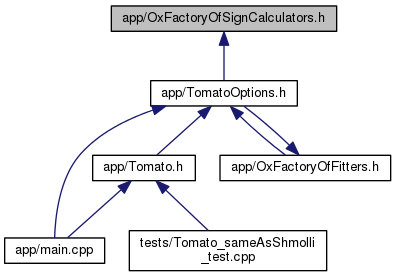 app/OxFactoryOfSignCalculators.h
app/TomatoOptions.h
app/Tomato.h
app/OxFactoryOfFitters.h
app/main.cpp
tests/Tomato_sameAsShmolli
_test.cpp